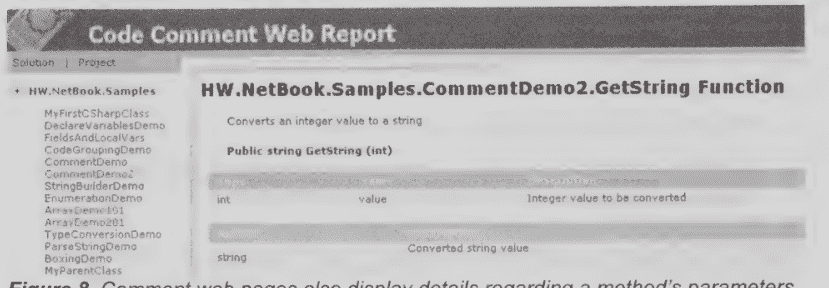 Code Comment Web Report
Solution | Project
HW.NetBook.Samples
MyFirstCSharpClass
DeclareVariablesDemo
FieldsAndLocalVars
CodeGroupingDemo
CommentDemo
CommentDemo2
StringBuilderDemo
EnumerationDemo
ArrayDemo101
ArrayDemo201
TypeConversionDemo
ParseStringDemo
BoxingDemo
MyParentClass
HW.NetBook.Samples.CommentDemo2.GetString Function
Converts an integer value to a string
Public string GetString (int)
int value Integer value to be converted
string Converted string value
Figure 8. Comment web pages also display details regarding a method's parameters